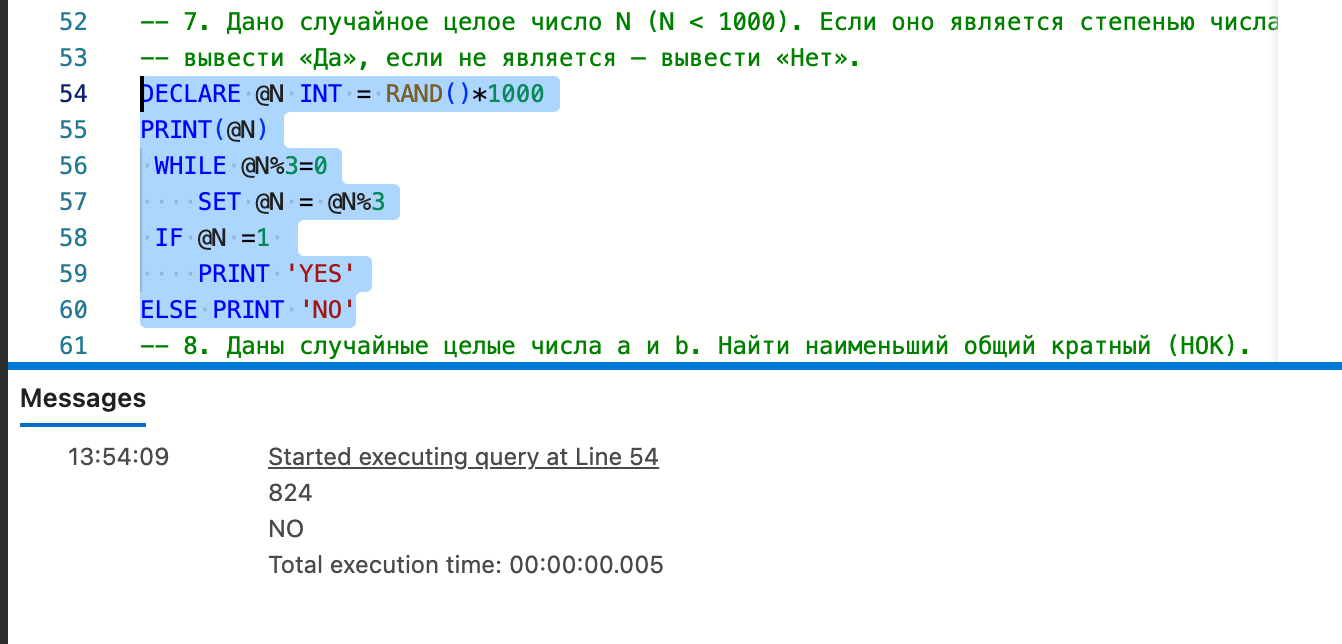 52 -- 7. Дано случайное целое число N (N < 1000). Если оно является степенью числа
53 -- вывести «Да», если не является – вывести «Нет».
54 DECLARE @N INT = RAND()*1000
55 PRINT(@N)
56 WHILE @N%3=0
57 SET @N = @N%3
58 IF @N =1
59 PRINT 'YES'
60 ELSE PRINT 'NO'
61 -- 8. Даны случайные целые числа a и b. Найти наименьший общий кратный (НОК).
Messages
13:54:09 Started executing query at Line 54
824
NO
Total execution time: 00:00:00.005